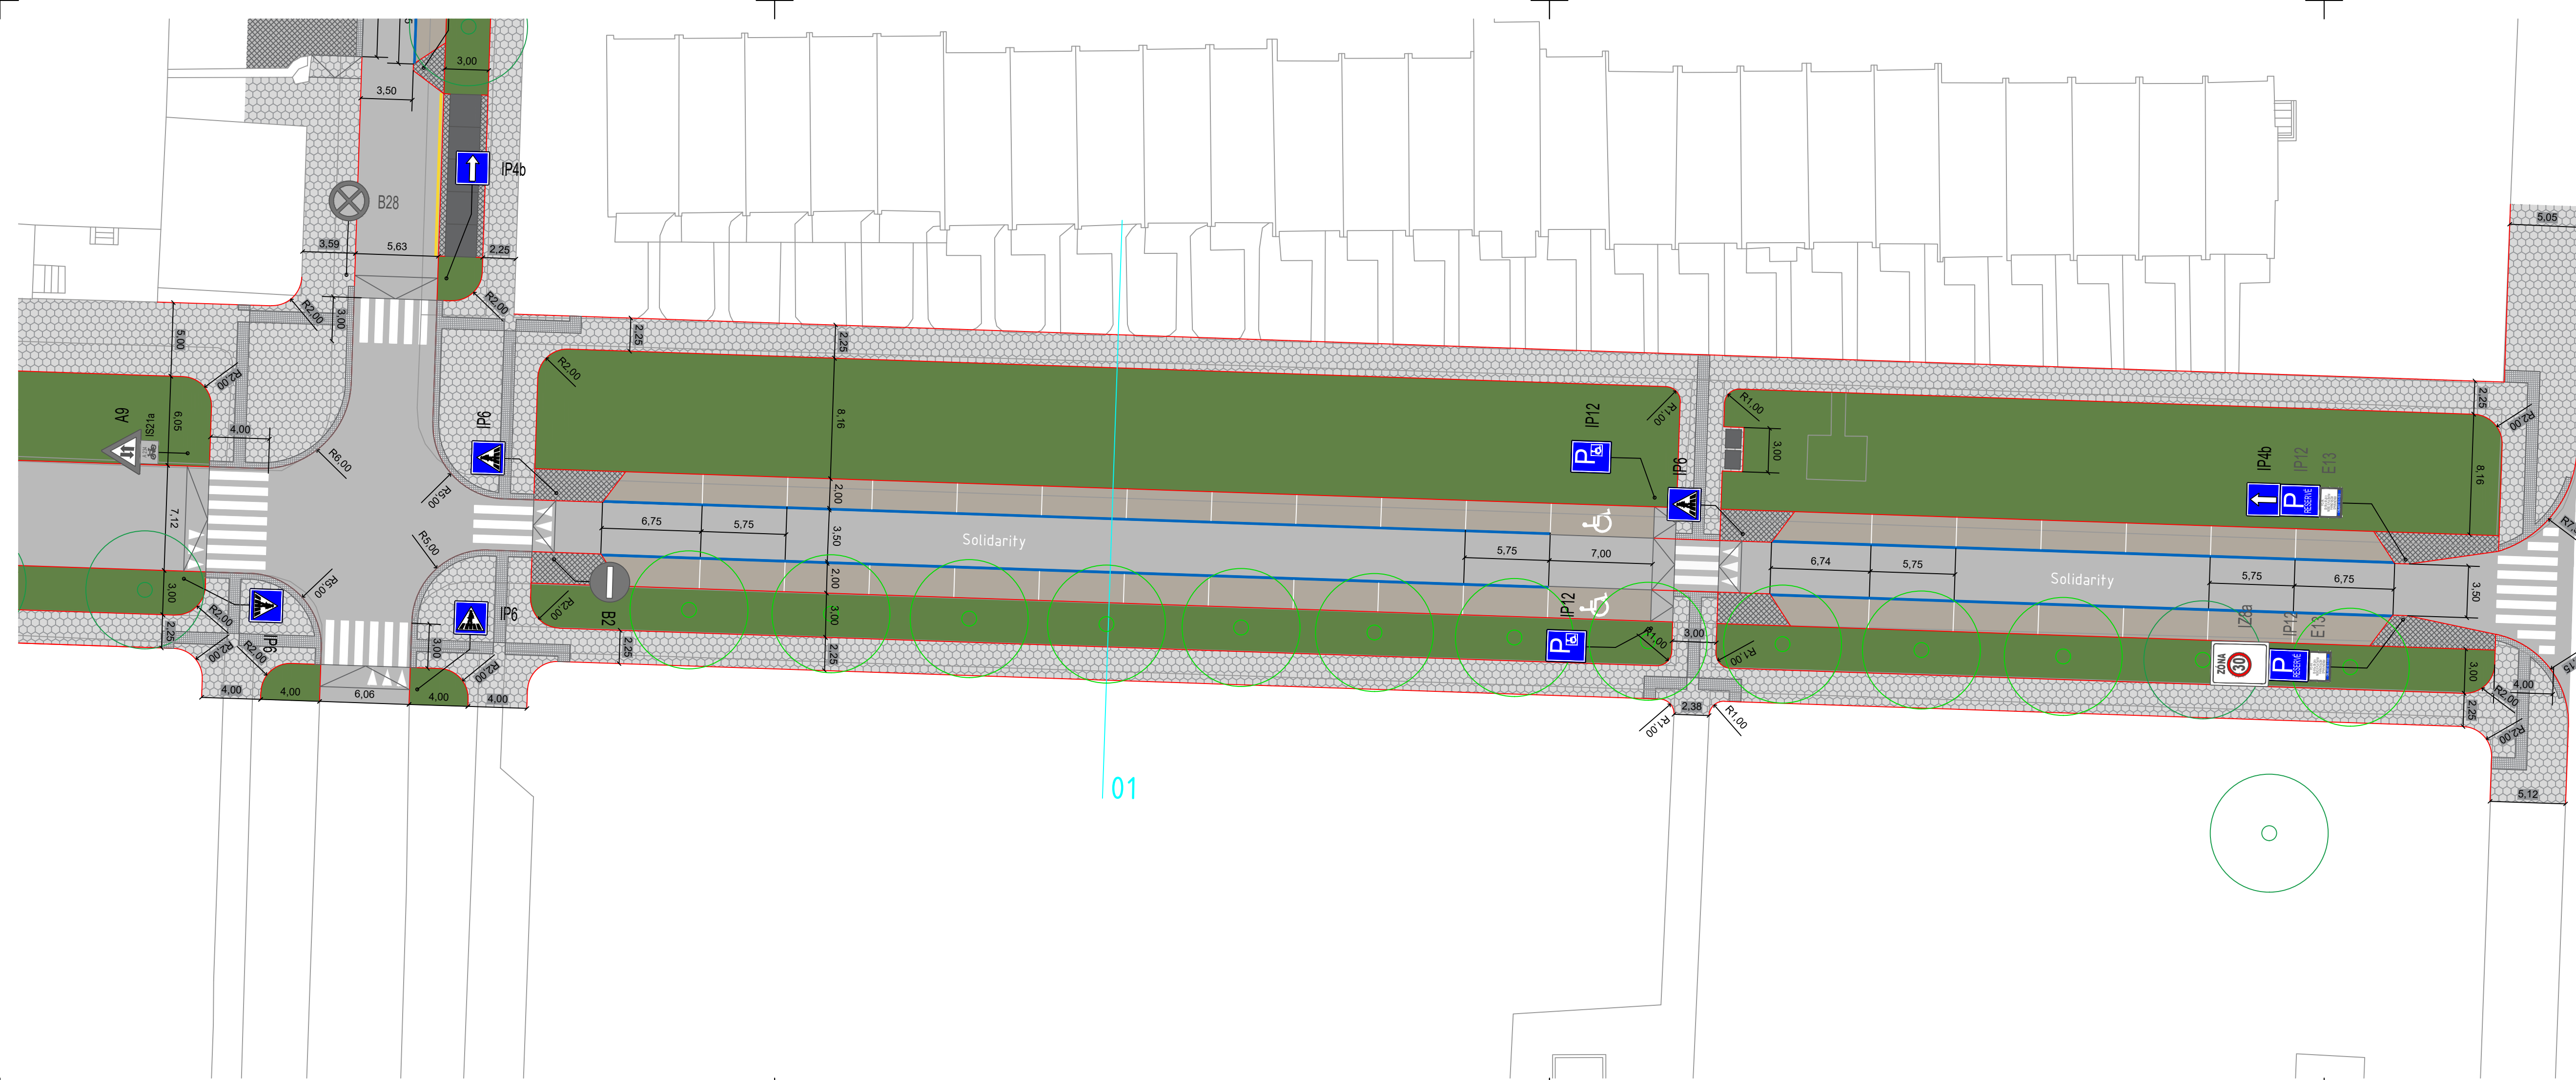 3,00
3,50
IP4b
B28
3,59
5,63
2,25
R2,00
3,00
R2,00
5,00
2,25
2,25
R2,00
R2,00
A9
IS21a
6,05
4,00
R6,00
IP6
R5,00
8,16
IP12
P
R1,00
IP6
R1,00
3,00
5,05
2,25
R2,00
8,16
IP4b
IP12
E13
P
RESERVÉ
7,12
R5,00
6,75
5,75
2,00
3,50
Solidarity
5,75
7,00
6,74
5,75
Solidarity
5,75
6,75
3,50
3,00
R2,00
R5,00
IP6
IP6
B2
R2,00
2,00
3,00
IP12
P
R1,00
3,00
R1,00
IZ8a
IP12
E13
ZÓNA
30
P
RESERVÉ
3,00
4,00
R2,00
2,25
R2,00
R2,00
3,00
R2,00
2,25
2,25
2,25
R2,00
4,00
4,00
6,06
4,00
4,00
R1,00
2,38
R1,00
01
5,12